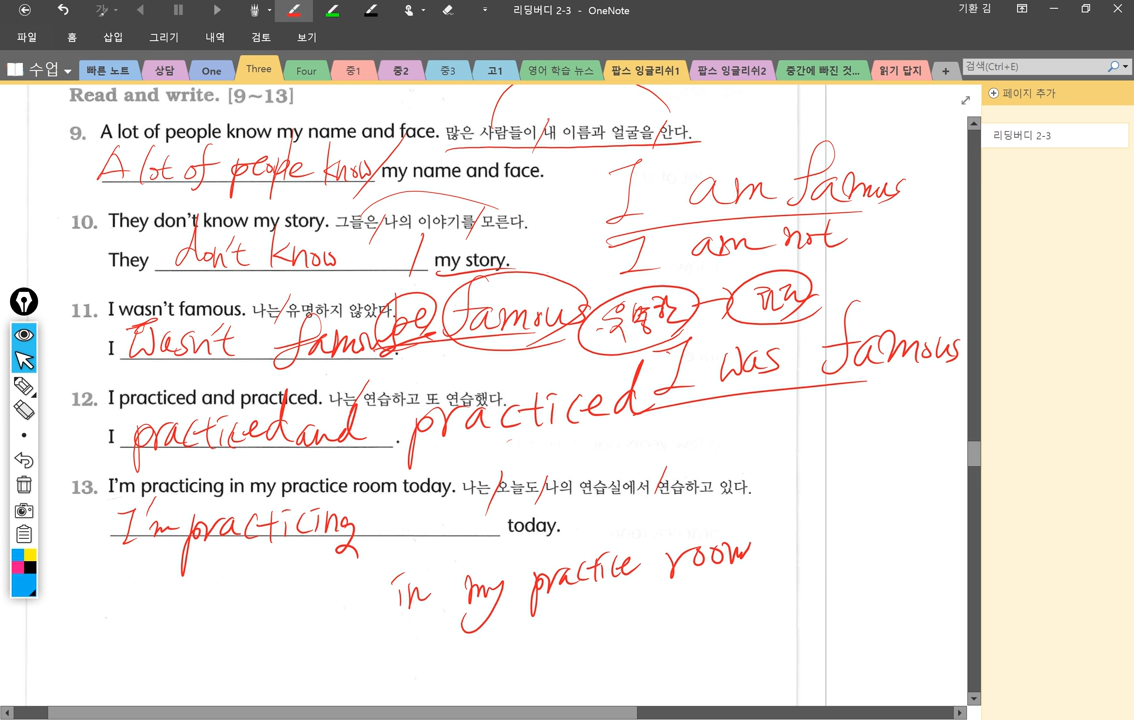 리딩버디 2-3 - OneNote
기환 김
파일 홈 삽입 그리기 내역 검토 보기
수업 빠른 노트 상담 One Three Four 중1 중2 중3 고1 영어 학습 뉴스 팝스 잉글리쉬1 팝스 잉글리쉬2 중간에 빠진 것... 읽기 답지 + 검색(Ctrl+E)
페이지 추가
리딩버디 2-3
Read and write. [9~13]
9. A lot of people know my name and face. 많은 사람들이 내 이름과 얼굴을 안다.
A lot of people know my name and face.
I am famus
10. They don't know my story. 그들은 나의 이야기를 모른다.
I am not
They don't know my story.
11. I wasn't famous. 나는 유명하지 않았다.
be famous 유명한
I Wasn't famous.
I was famous
12. I practiced and practiced. 나는 연습하고 또 연습했다.
I practiced and . practiced
13. I'm practicing in my practice room today. 나는 오늘도 나의 연습실에서 연습하고 있다.
I'm practicing today.
in my practice room